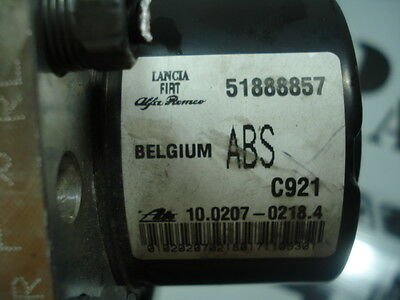 LANCIA
FIAT
Alfa Romeo
51888857
BELGIUM ABS
C921
Ate 10.0207-0218.4